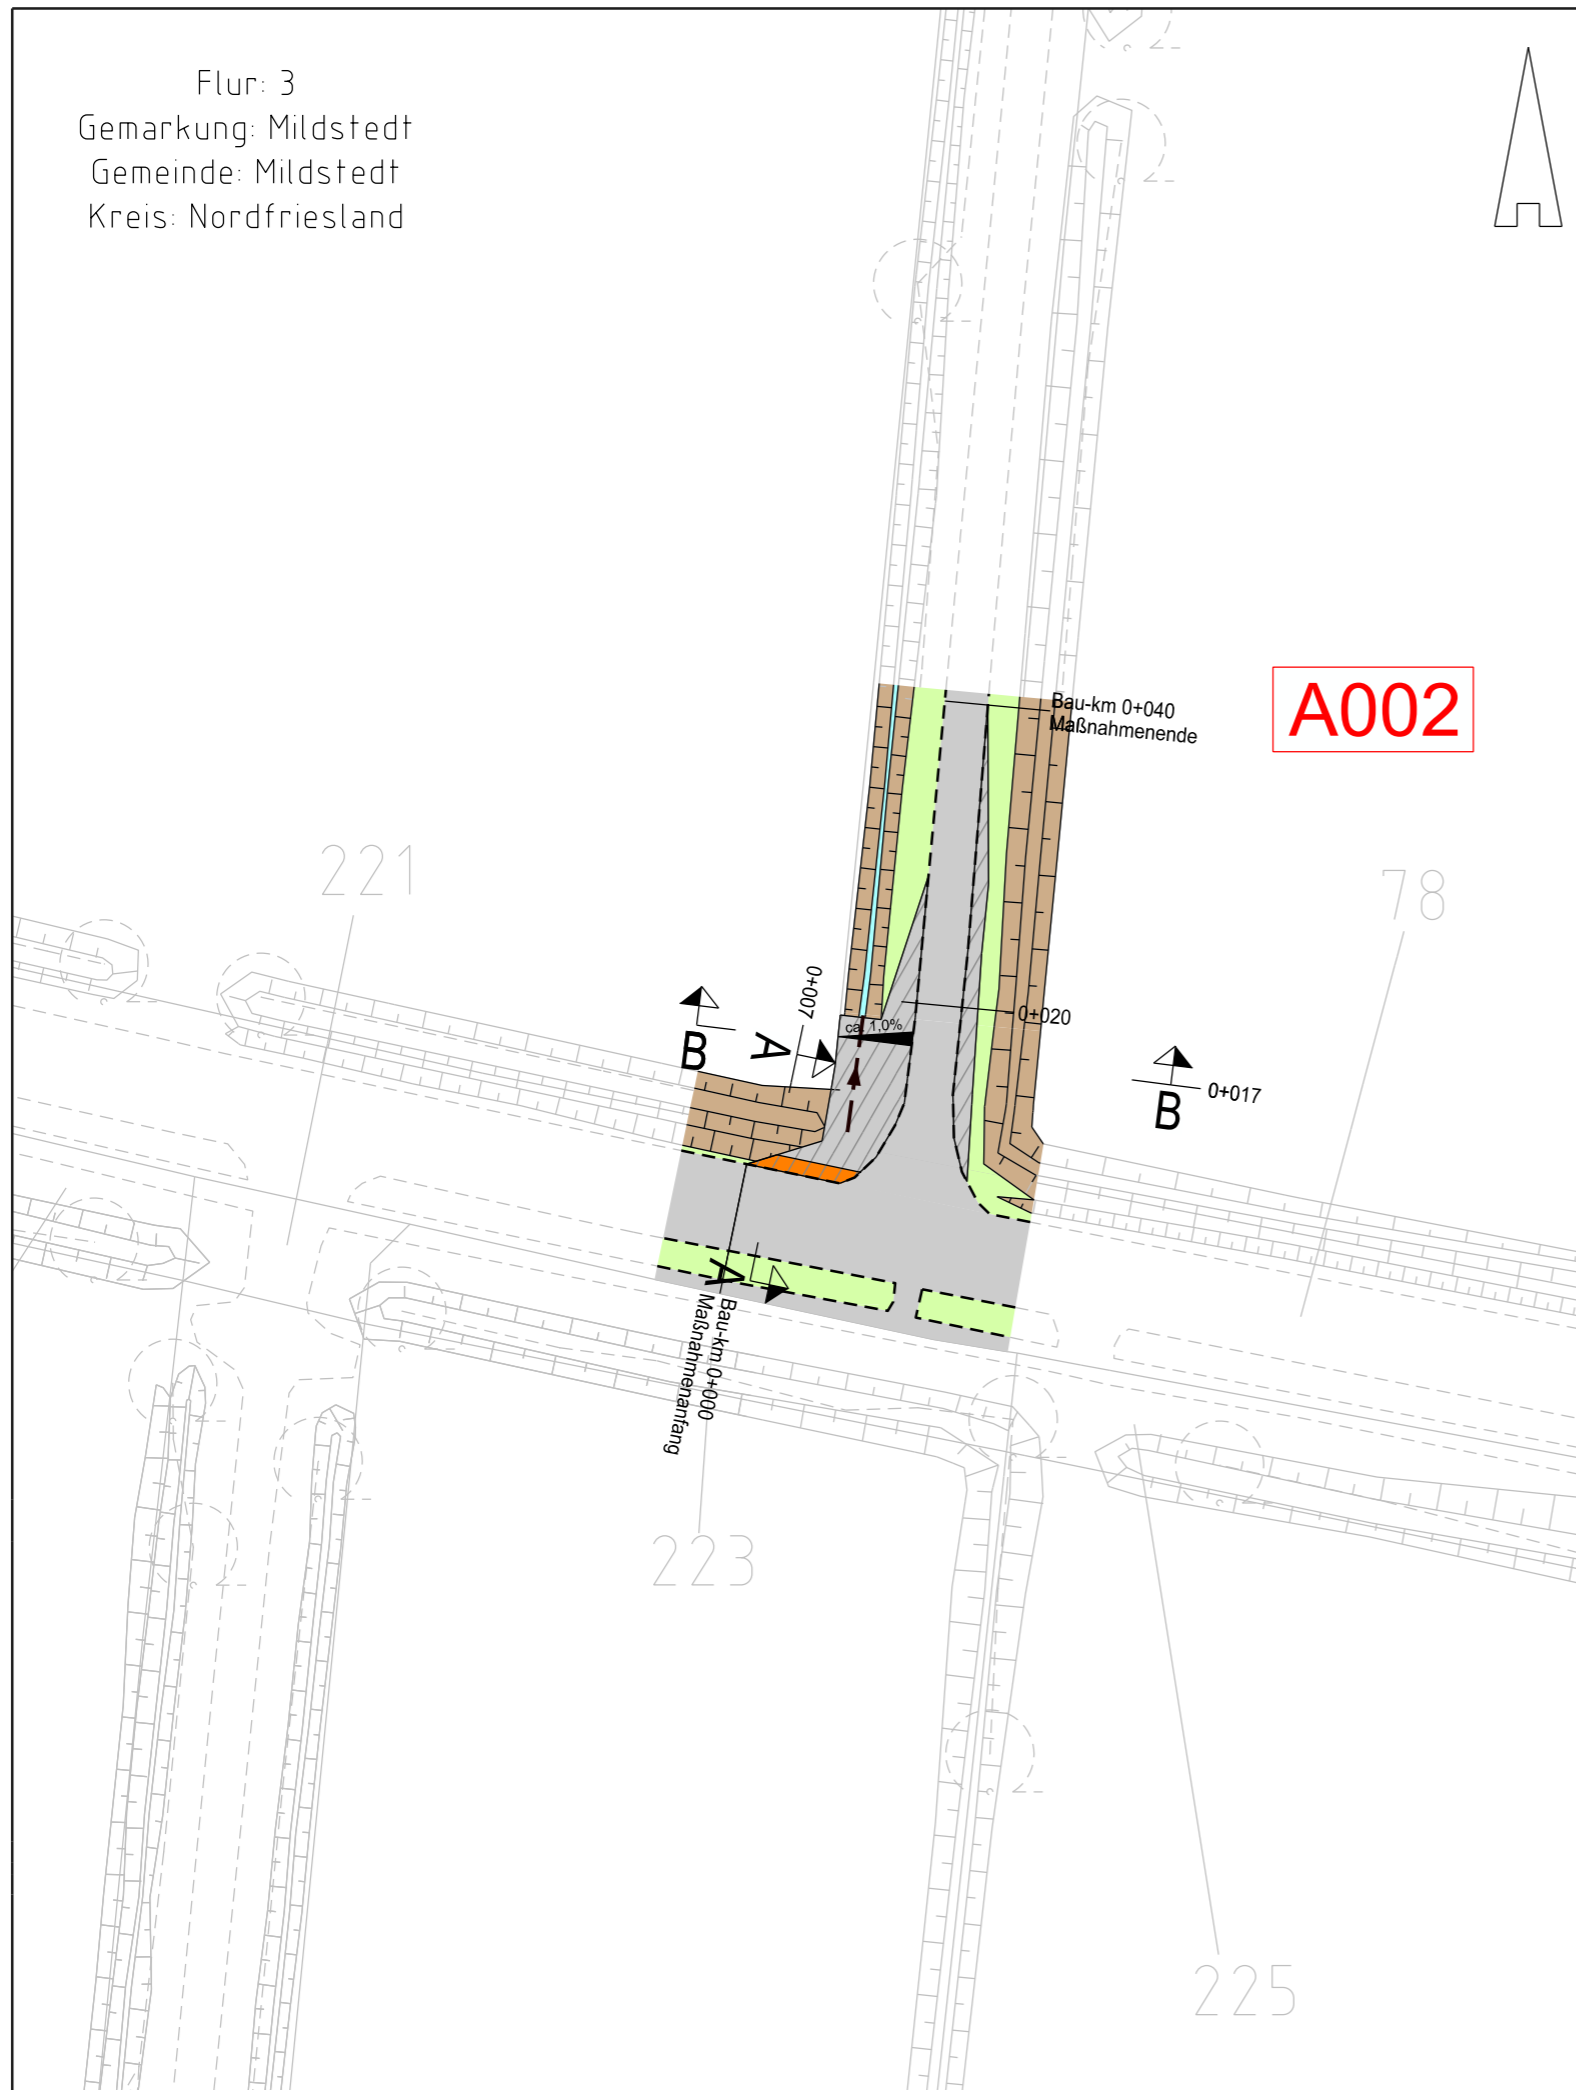 Flur: 3
Gemarkung: Mildstedt
Gemeinde: Mildstedt
Kreis: Nordfriesland
A002
Bau-km 0+040
Maßnahmenende
221
78
0+007
B
A
ca. 1,0%
0+020
B
0+017
A
Bau-km 0+000
Maßnahmenanfang
223
225